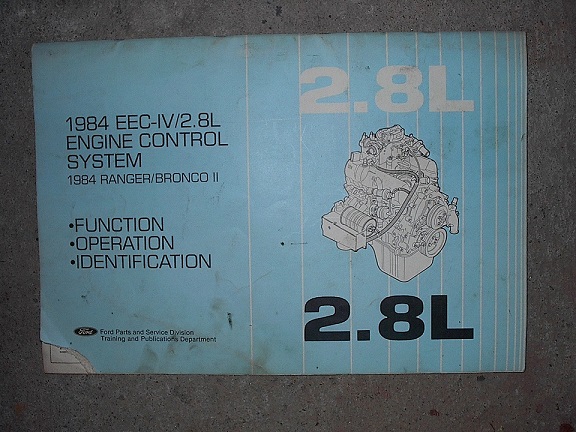 1984 EEC-IV/2.8L
ENGINE CONTROL
SYSTEM
1984 RANGER/BRONCO II
•FUNCTION
•OPERATION
•IDENTIFICATION
Ford
Ford Parts and Service Division
Training and Publications Department
2.8L
2.8L